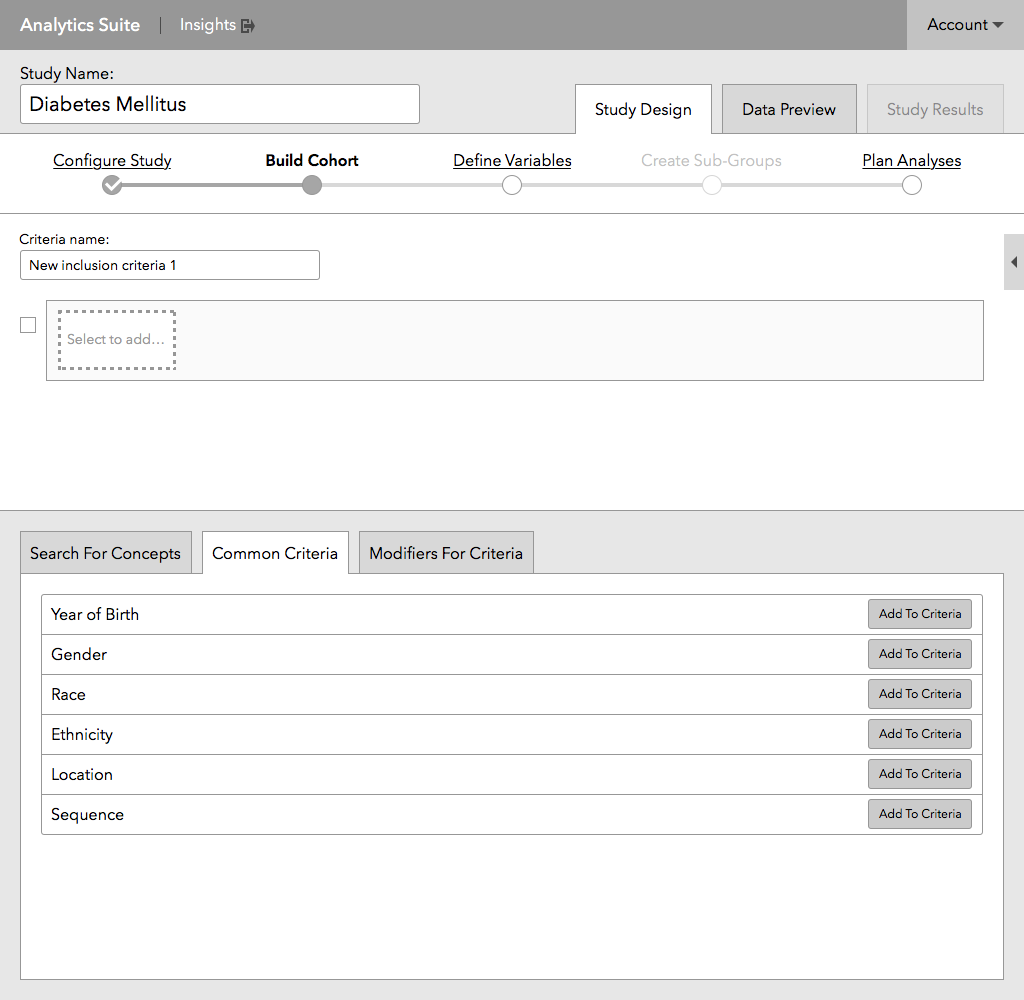 Analytics Suite | Insights Account
Study Name:
Diabetes Mellitus
Study Design Data Preview Study Results
Configure Study Build Cohort Define Variables Create Sub-Groups Plan Analyses
Criteria name:
New inclusion criteria 1
Select to add...
Search For Concepts Common Criteria Modifiers For Criteria
Year of Birth Add To Criteria
Gender Add To Criteria
Race Add To Criteria
Ethnicity Add To Criteria
Location Add To Criteria
Sequence Add To Criteria